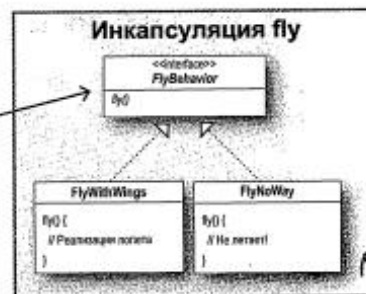 Инкапсуляция fly
<<interface>>
FlyBehavior
fly()
FlyWithWings
fly() {
// Реализация полета
}
FlyNoWay
fly() {
// Не летает!
}